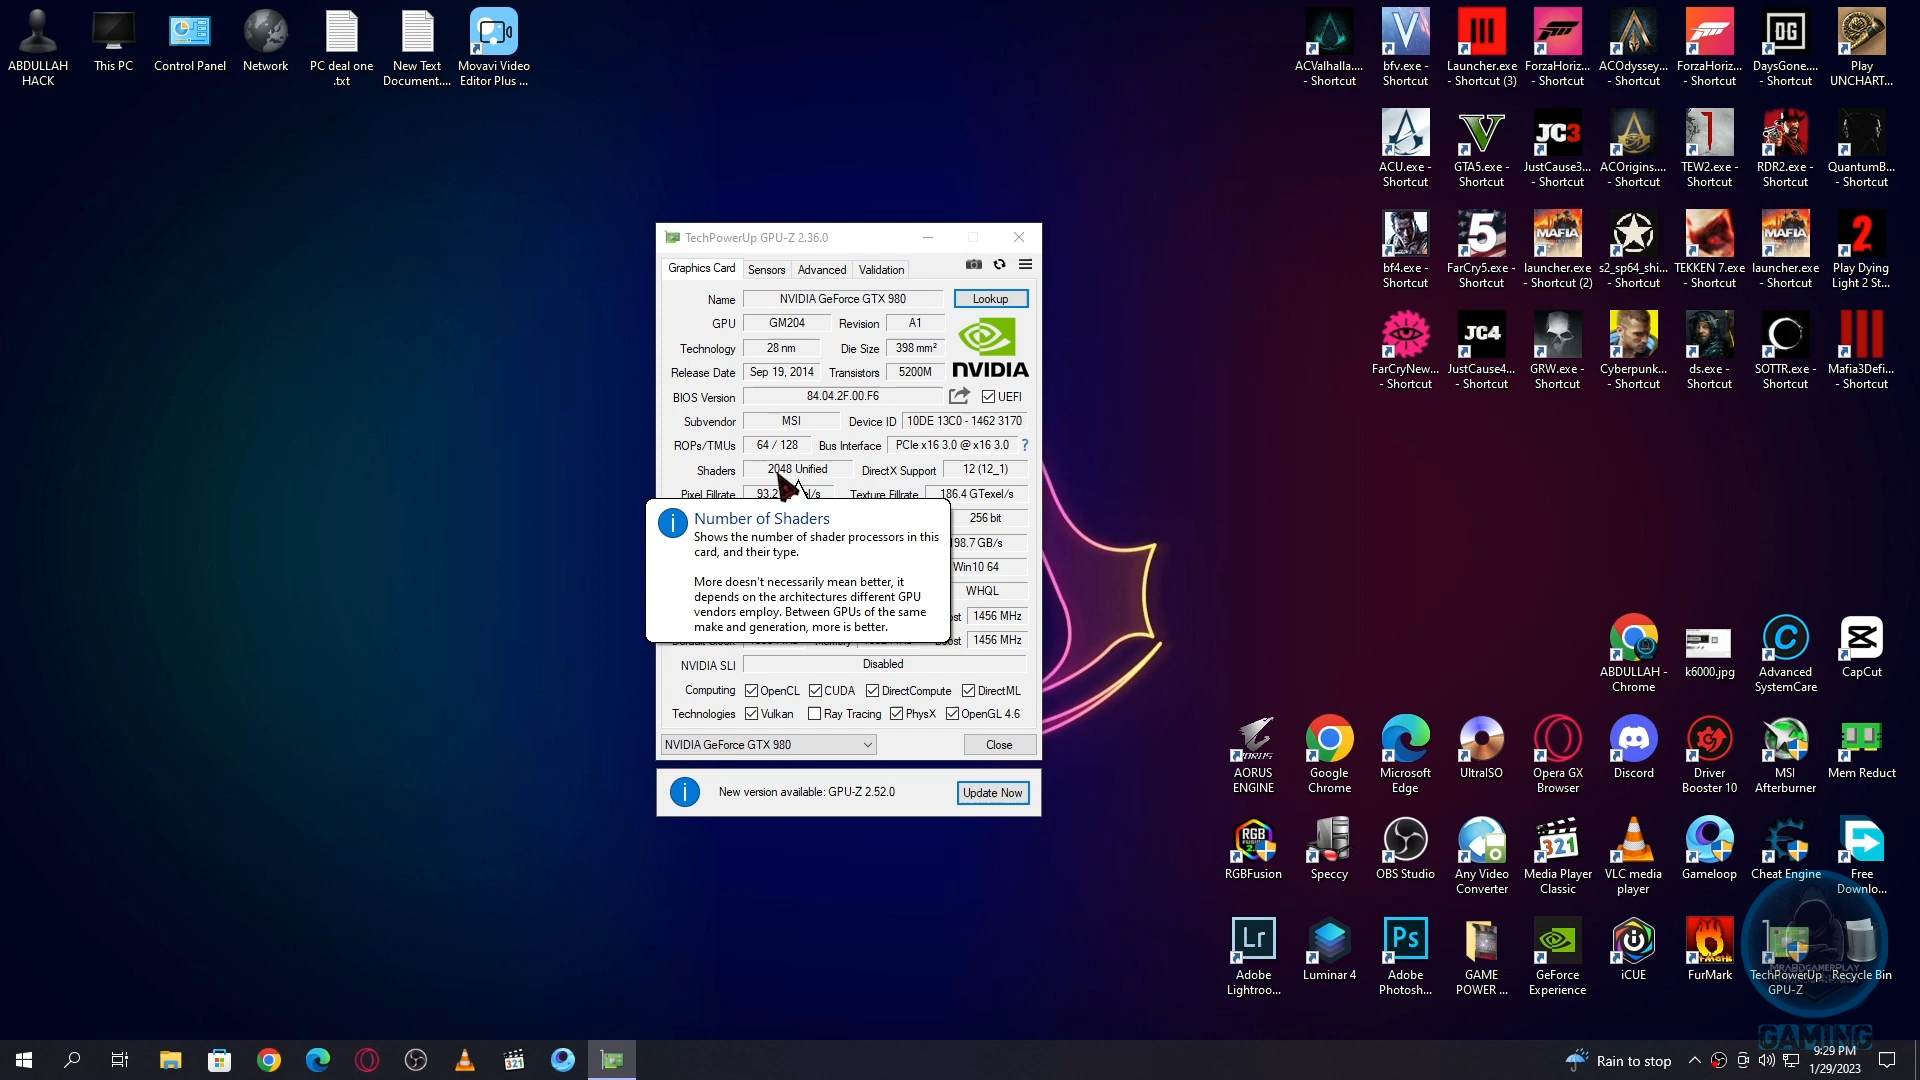 ABDULLAH
HACK
This PC
Control Panel
Network
PC deal one
.txt
New Text
Document....
Movavi Video
Editor Plus ...
ACValhalla....
- Shortcut
bfv.exe -
Shortcut
Launcher.exe
- Shortcut (3)
ForzaHoriz...
- Shortcut
ACOdyssey...
- Shortcut
ForzaHoriz...
- Shortcut
DG
DaysGone....
- Shortcut
Play
UNCHART...
ACU.exe -
Shortcut
GTA5.exe -
Shortcut
JC3
JustCause3...
- Shortcut
ACOrigins....
- Shortcut
TEW2.exe -
Shortcut
RDR2.exe -
Shortcut
QuantumB...
- Shortcut
bf4.exe -
Shortcut
5
FarCry5.exe -
Shortcut
MAFIA
launcher.exe
- Shortcut (2)
s2_sp64_shi...
- Shortcut
TEKKEN 7.exe
- Shortcut
MAFIA
launcher.exe
- Shortcut
2
Play Dying
Light 2 St...
FarCryNew...
- Shortcut
JC4
JustCause4...
- Shortcut
GRW.exe -
Shortcut
Cyberpunk...
- Shortcut
ds.exe -
Shortcut
SOTTR.exe -
Shortcut
Mafia3Defi...
- Shortcut
TechPowerUp GPU-Z 2.36.0
Graphics Card Sensors Advanced Validation
Name NVIDIA GeForce GTX 980 Lookup
GPU GM204 Revision A1
Technology 28 nm Die Size 398 mm²
Release Date Sep 19, 2014 Transistors 5200M
NVIDIA
BIOS Version 84.04.2F.00.F6 UEFI
Subvendor MSI Device ID 10DE 13C0 - 1462 3170
ROPs/TMUs 64 / 128 Bus Interface PCIe x16 3.0 @ x16 3.0 ?
Shaders 2048 Unified DirectX Support 12 (12_1)
Pixel Fillrate Texture Fillrate 186.4 GTexel/s
Number of Shaders
Shows the number of shader processors in this
card, and their type.
More doesn't necessarily mean better, it
depends on the architectures different GPU
vendors employ. Between GPUs of the same
make and generation, more is better.
256 bit
98.7 GB/s
Win10 64
WHQL
1456 MHz
1456 MHz
NVIDIA SLI Disabled
Computing OpenCL CUDA DirectCompute DirectML
Technologies Vulkan Ray Tracing PhysX OpenGL 4.6
NVIDIA GeForce GTX 980 Close
New version available: GPU-Z 2.52.0 Update Now
ABDULLAH -
Chrome
k6000.jpg
Advanced
SystemCare
CapCut
AORUS
AORUS
ENGINE
Google
Chrome
Microsoft
Edge
UltraISO
Opera GX
Browser
Discord
Driver
Booster 10
MSI
Afterburner
Mem Reduct
RGB
RGBFusion
Speccy
OBS Studio
Any Video
Converter
321
Media Player
Classic
VLC media
player
Gameloop
Cheat Engine
Free
Downlo...
Lr
Adobe
Lightroo...
Luminar 4
Ps
Adobe
Photosh...
GAME
POWER ...
GeForce
Experience
iCUE
FurMark
TechPowerUp
GPU-Z
Recycle Bin
MRABDGAMERPLAY
GAMING
321
Rain to stop
9:29 PM
1/29/2023